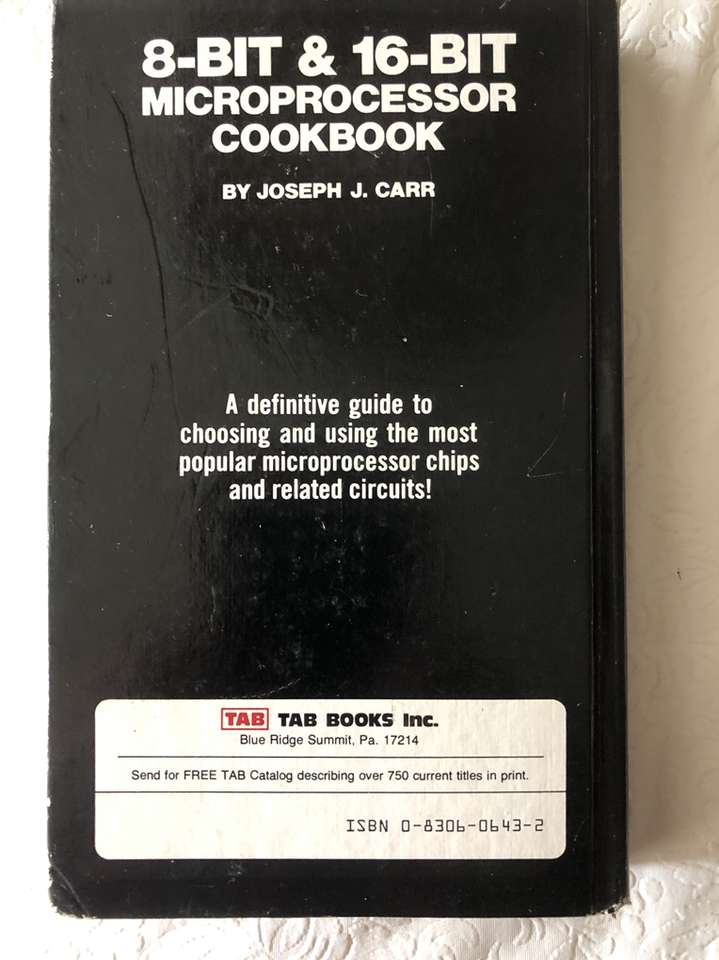 8-BIT & 16-BIT
MICROPROCESSOR
COOKBOOK
BY JOSEPH J. CARR
A definitive guide to
choosing and using the most
popular microprocessor chips
and related circuits!
TAB TAB BOOKS Inc.
Blue Ridge Summit, Pa. 17214
Send for FREE TAB Catalog describing over 750 current titles in print.
ISBN 0-8306-0643-2